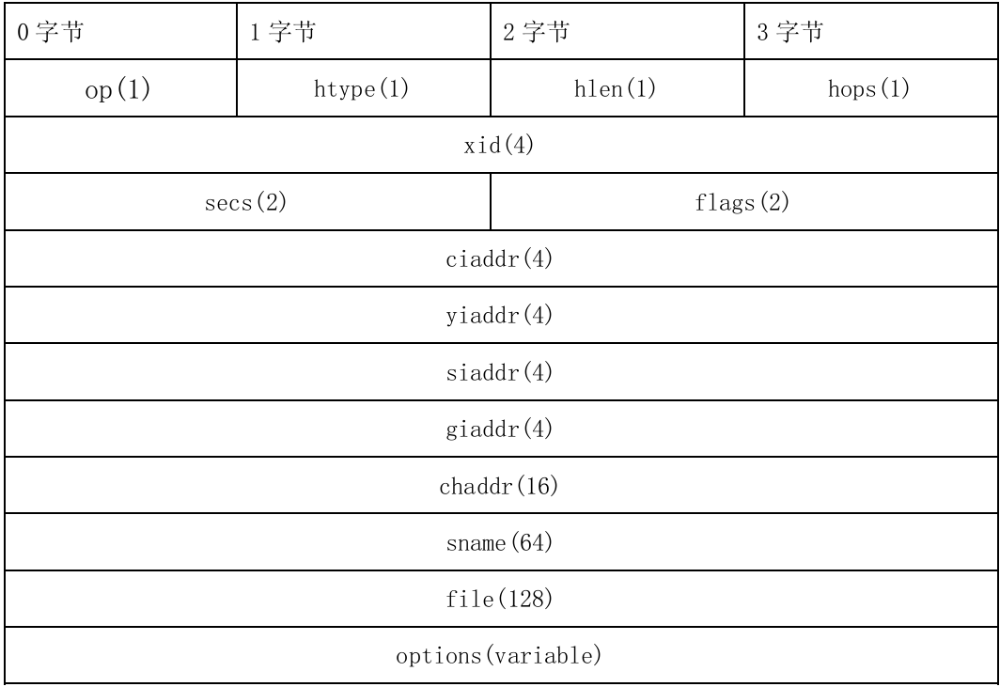 0 字节 1 字节 2 字节 3 字节
op(1) htype(1) hlen(1) hops(1)
xid(4)
secs(2) flags(2)
ciaddr(4)
yiaddr(4)
siaddr(4)
giaddr(4)
chaddr(16)
sname(64)
file(128)
options(variable)